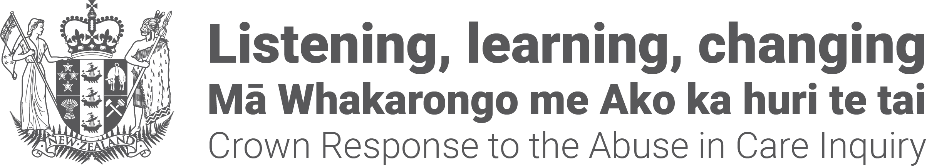 Listening, learning, changing
Mā Whakarongo me Ako ka huri te tai
Crown Response to the Abuse in Care Inquiry
NEW ZEALAND